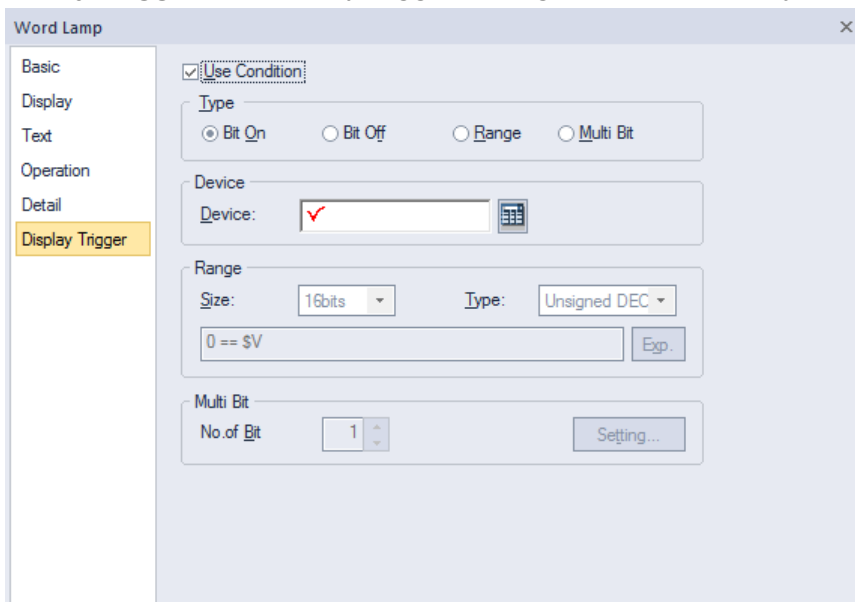 Word Lamp
Basic
Display
Text
Operation
Detail
Display Trigger
Use Condition
Type
Bit On
Bit Off
Range
Multi Bit
Device
Device:
Range
Size:
16bits
Type:
Unsigned DEC
0 == $V
Exp.
Multi Bit
No.of Bit
1
Setting...